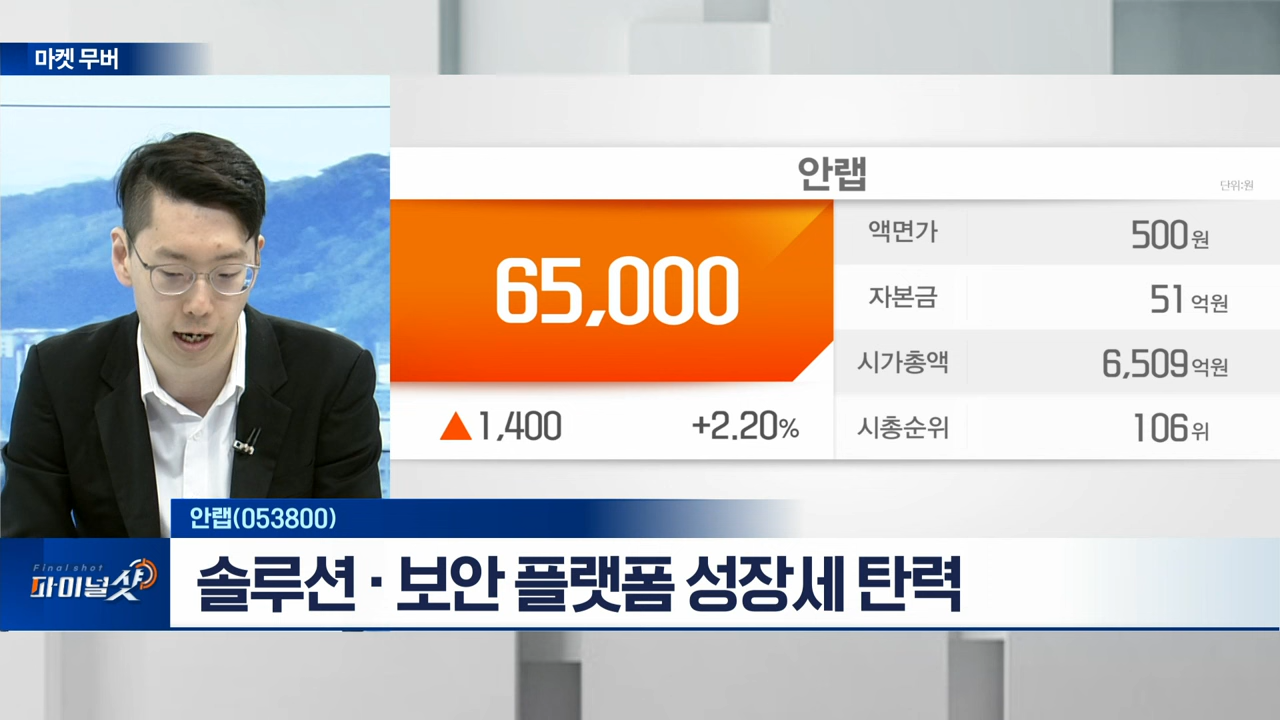 마켓 무버
안랩
단위:원
65,000
▲1,400 +2.20%
액면가 500원
자본금 51억원
시가총액 6,509억원
시총순위 106위
안랩(053800)
Final shot
파이널샷
솔루션·보안 플랫폼 성장세 탄력